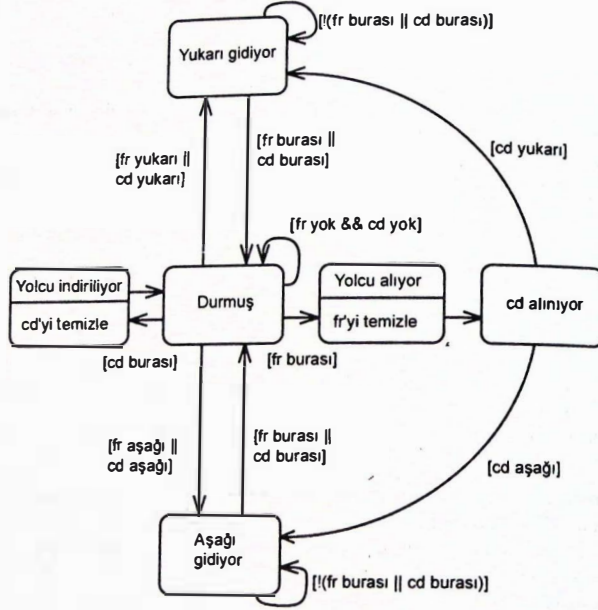 [!(fr burası || cd burası)]
Yukarı gidiyor
[fr yukarı ||
cd yukarı]
[fr burası ||
cd burası]
[cd yukarı]
[fr yok && cd yok]
Yolcu indiriliyor
cd'yi temizle
Durmuş
Yolcu alıyor
fr'yi temizle
cd alınıyor
[cd burası]
[fr burası]
[fr aşağı ||
cd aşağı]
[fr burası ||
cd burası]
[cd aşağı]
Aşağı
gidiyor
[!(fr burası || cd burası)]